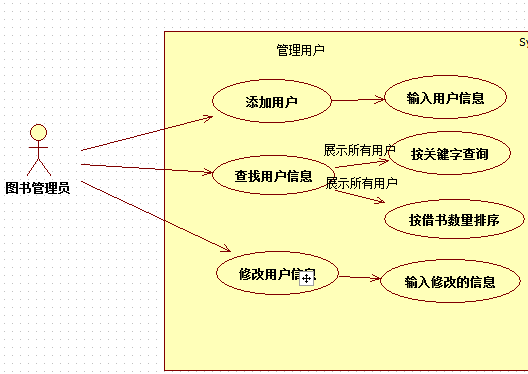 Sy
管理用户
添加用户
输入用户信息
展示所有用户
按关键字查询
图书管理员
查找用户信息
展示所有用户
按借书数量排序
修改用户信息
输入修改的信息